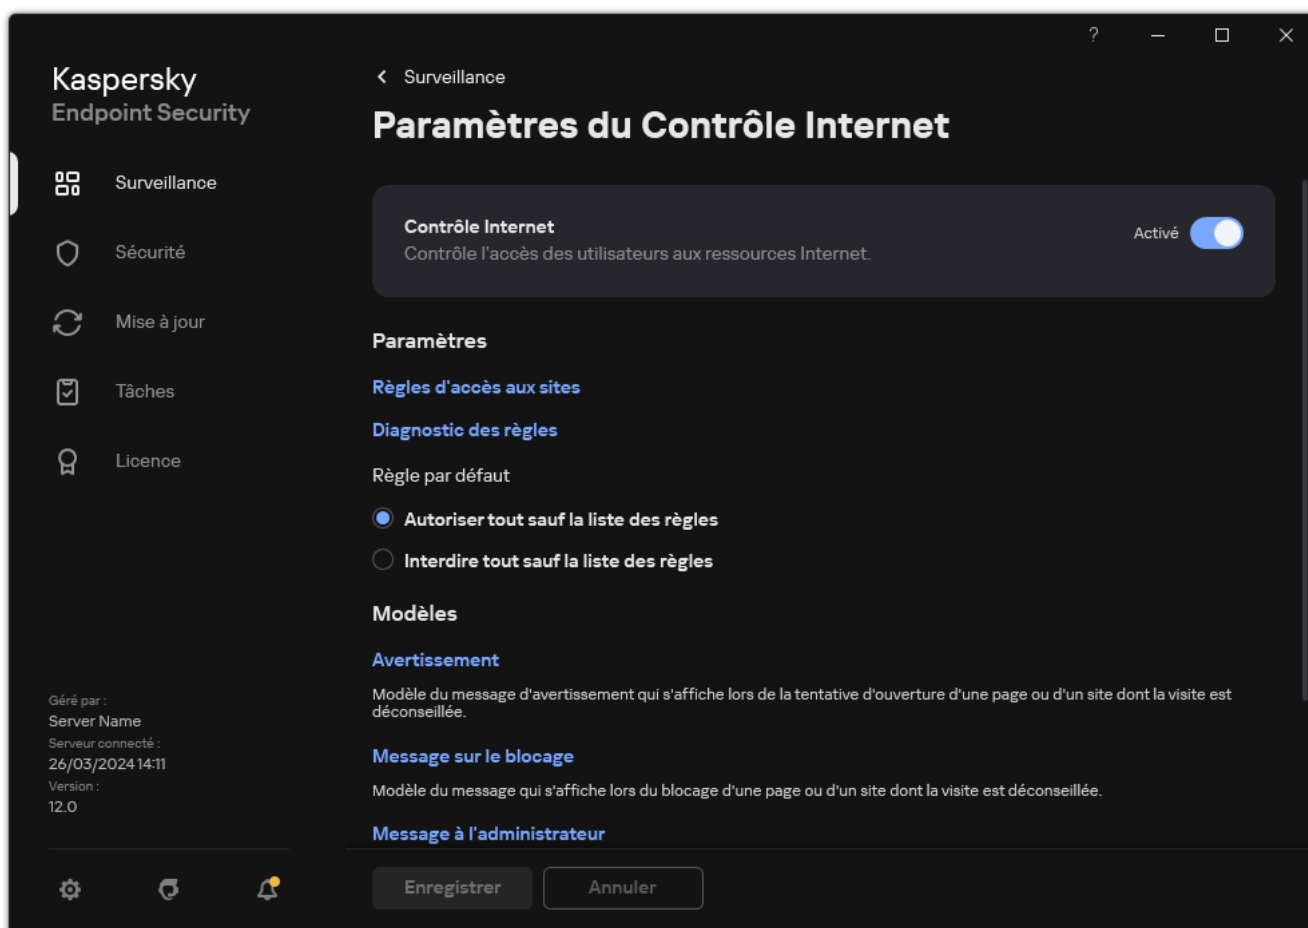 ?
Kaspersky
Endpoint Security
Surveillance
Sécurité
Mise à jour
Tâches
Licence
Géré par :
Server Name
Serveur connecté :
26/03/2024 14:11
Version :
12.0
Surveillance
Paramètres du Contrôle Internet
Contrôle Internet
Contrôle l'accès des utilisateurs aux ressources Internet.
Activé
Paramètres
Règles d'accès aux sites
Diagnostic des règles
Règle par défaut
Autoriser tout sauf la liste des règles
Interdire tout sauf la liste des règles
Modèles
Avertissement
Modèle du message d'avertissement qui s'affiche lors de la tentative d'ouverture d'une page ou d'un site dont la visite est
déconseillée.
Message sur le blocage
Modèle du message qui s'affiche lors du blocage d'une page ou d'un site dont la visite est déconseillée.
Message à l'administrateur
Enregistrer
Annuler